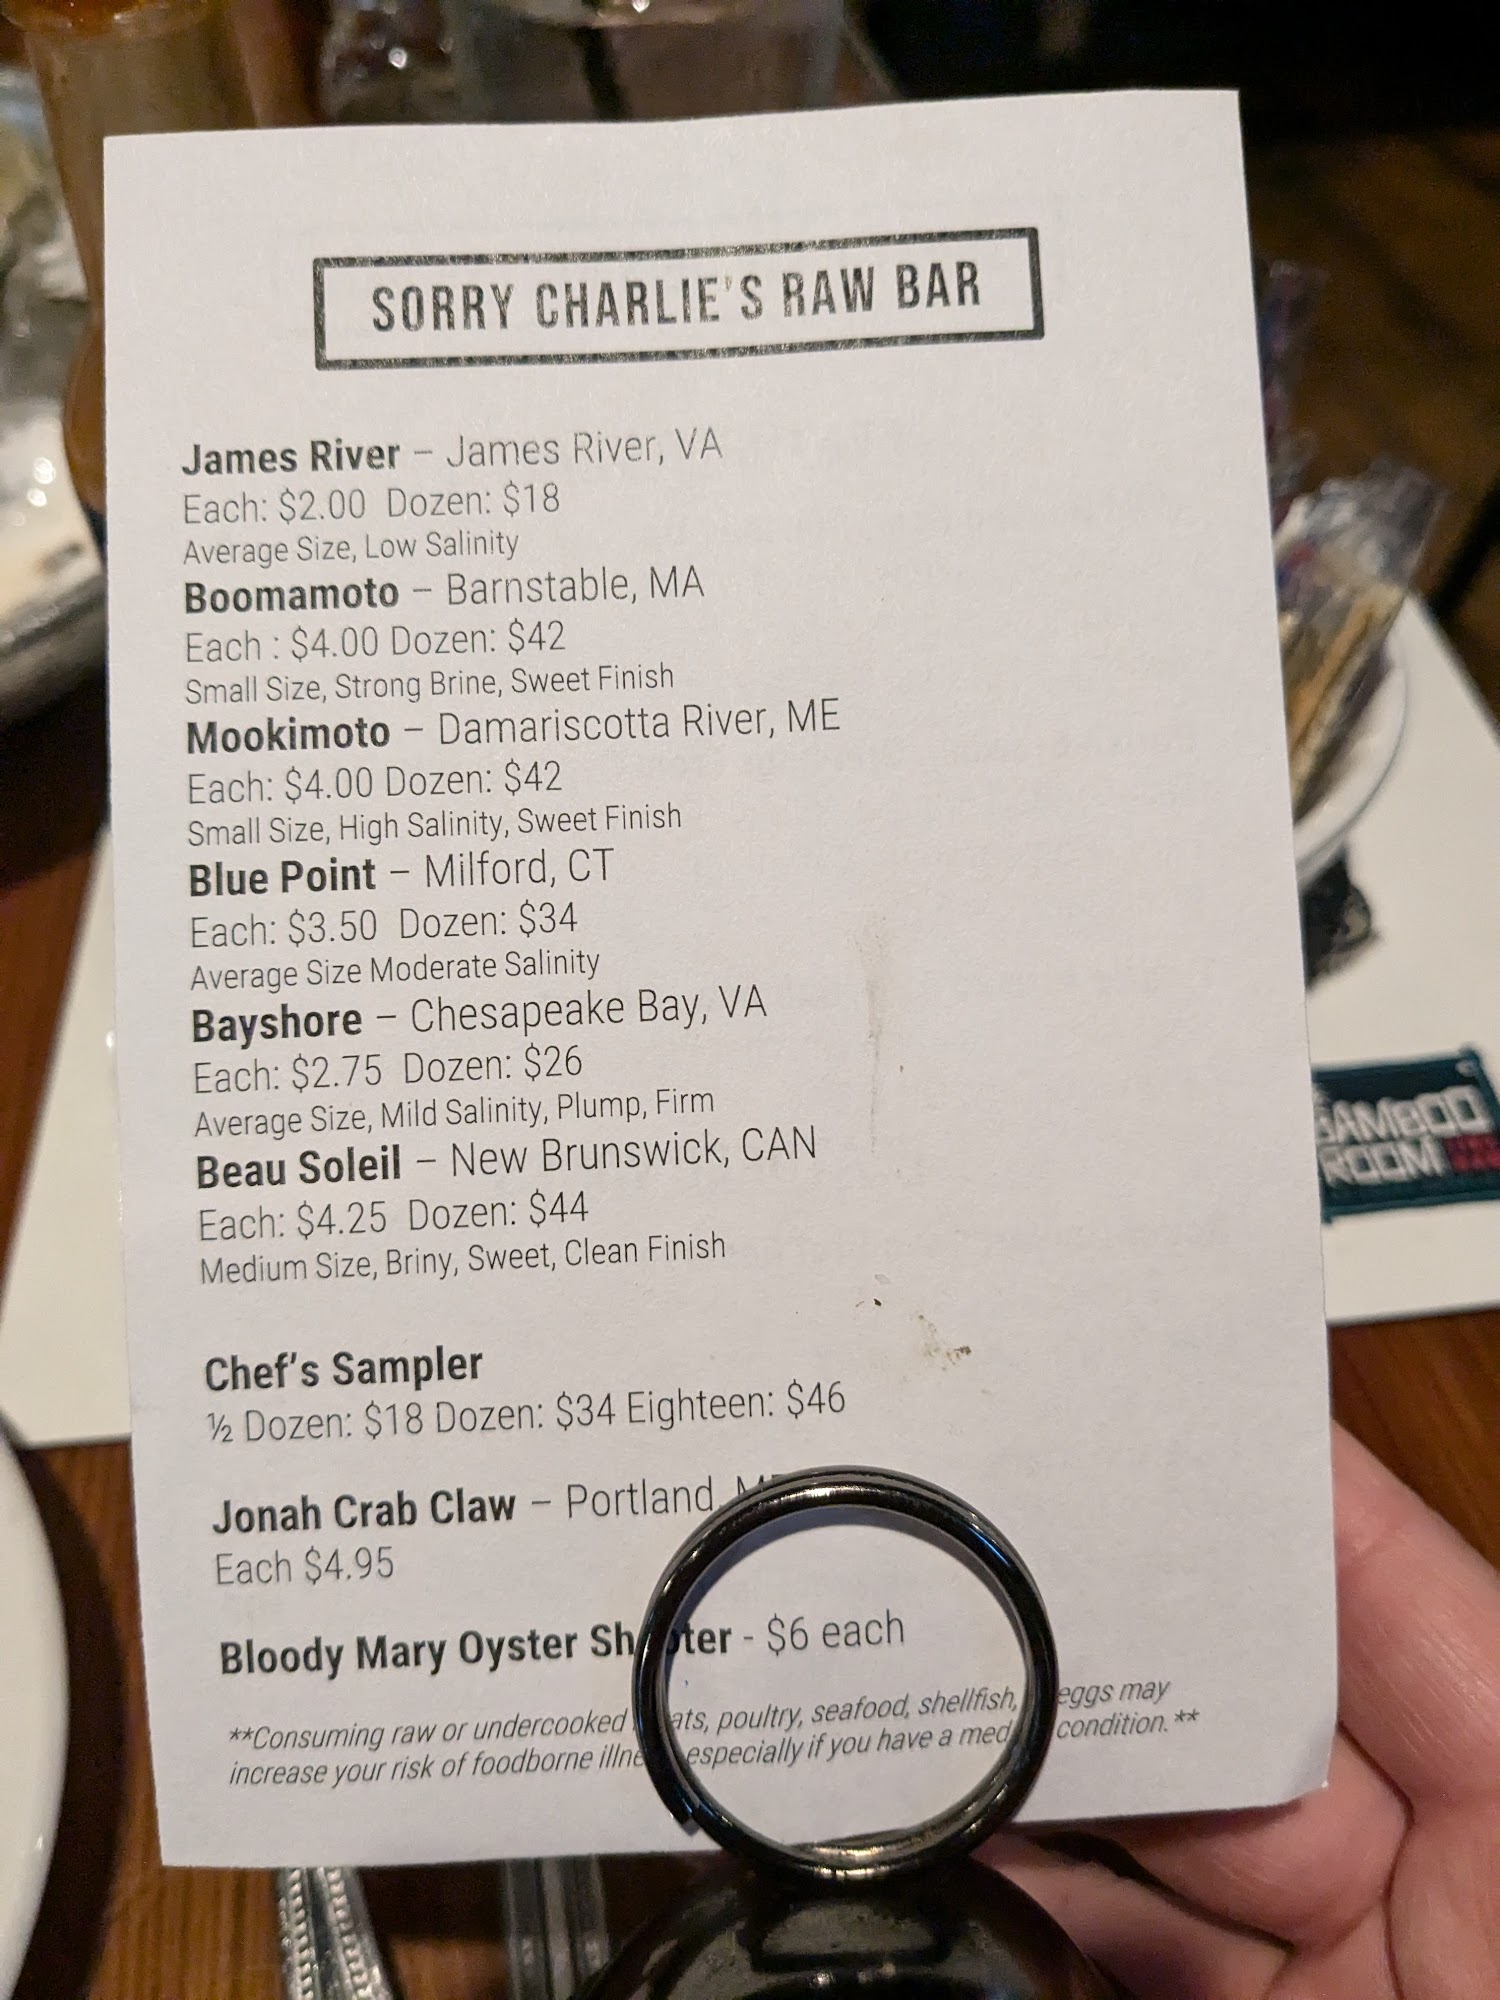 SORRY CHARLIE'S RAW BAR
James River – James River, VA
Each: $2.00 Dozen: $18
Average Size, Low Salinity
Boomamoto – Barnstable, MA
Each : $4.00 Dozen: $42
Small Size, Strong Brine, Sweet Finish
Mookimoto – Damariscotta River, ME
Each: $4.00 Dozen: $42
Small Size, High Salinity, Sweet Finish
Blue Point – Milford, CT
Each: $3.50 Dozen: $34
Average Size Moderate Salinity
Bayshore – Chesapeake Bay, VA
Each: $2.75 Dozen: $26
Average Size, Mild Salinity, Plump, Firm
Beau Soleil – New Brunswick, CAN
Each: $4.25 Dozen: $44
Medium Size, Briny, Sweet, Clean Finish
Chef's Sampler
½ Dozen: $18 Dozen: $34 Eighteen: $46
Jonah Crab Claw – Portland,
Each $4.95
Bloody Mary Oyster Shooter - $6 each
**Consuming raw or undercooked meats, poultry, seafood, shellfish, eggs may
increase your risk of foodborne illness, especially if you have a medical condition.**
BAMBOO
ROOM